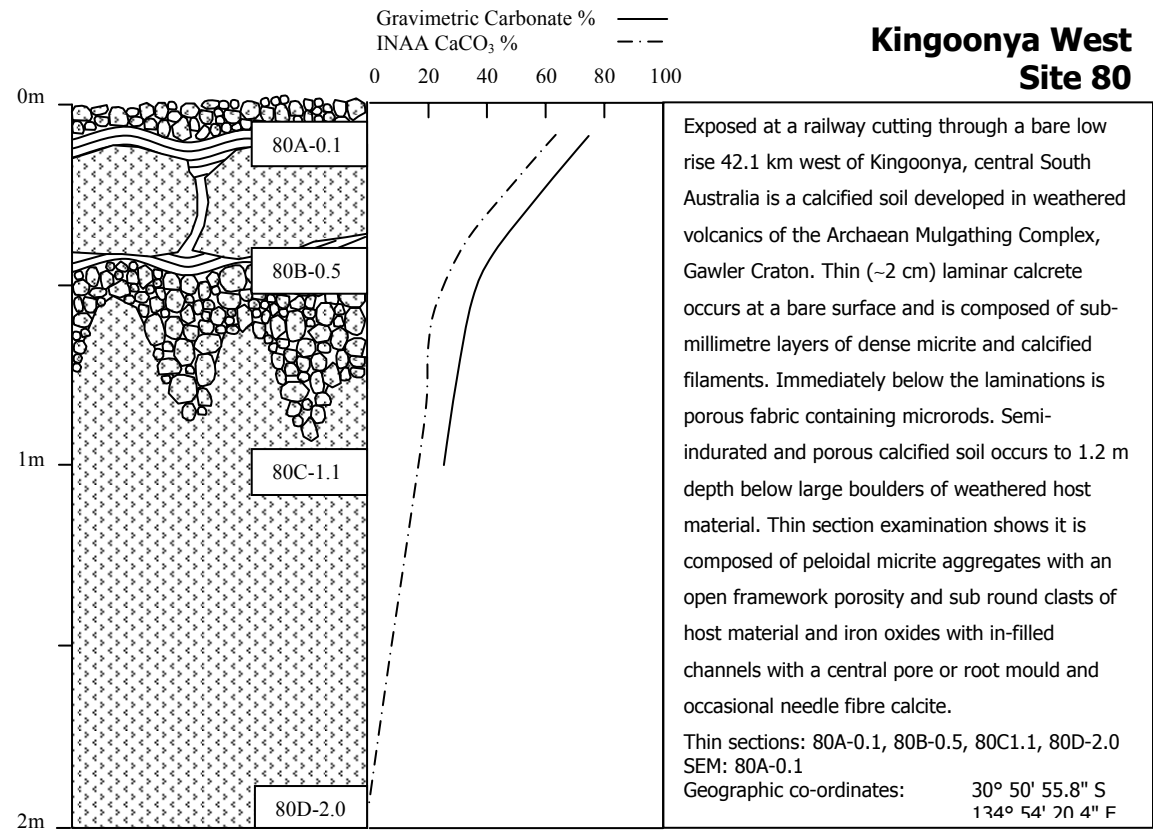 Gravimetric Carbonate %
INAA CaCO₃ %
Kingoonya West
Site 80
0 20 40 60 80 100
0m
80A-0.1
80B-0.5
1m
80C-1.1
80D-2.0
2m
Exposed at a railway cutting through a bare low
rise 42.1 km west of Kingoonya, central South
Australia is a calcified soil developed in weathered
volcanics of the Archaean Mulgathing Complex,
Gawler Craton. Thin (~2 cm) laminar calcrete
occurs at a bare surface and is composed of sub-
millimetre layers of dense micrite and calcified
filaments. Immediately below the laminations is
porous fabric containing microrods. Semi-
indurated and porous calcified soil occurs to 1.2 m
depth below large boulders of weathered host
material. Thin section examination shows it is
composed of peloidal micrite aggregates with an
open framework porosity and sub round clasts of
host material and iron oxides with in-filled
channels with a central pore or root mould and
occasional needle fibre calcite.
Thin sections: 80A-0.1, 80B-0.5, 80C1.1, 80D-2.0
SEM: 80A-0.1
Geographic co-ordinates: 30° 50' 55.8" S
134° 54' 20.4" E